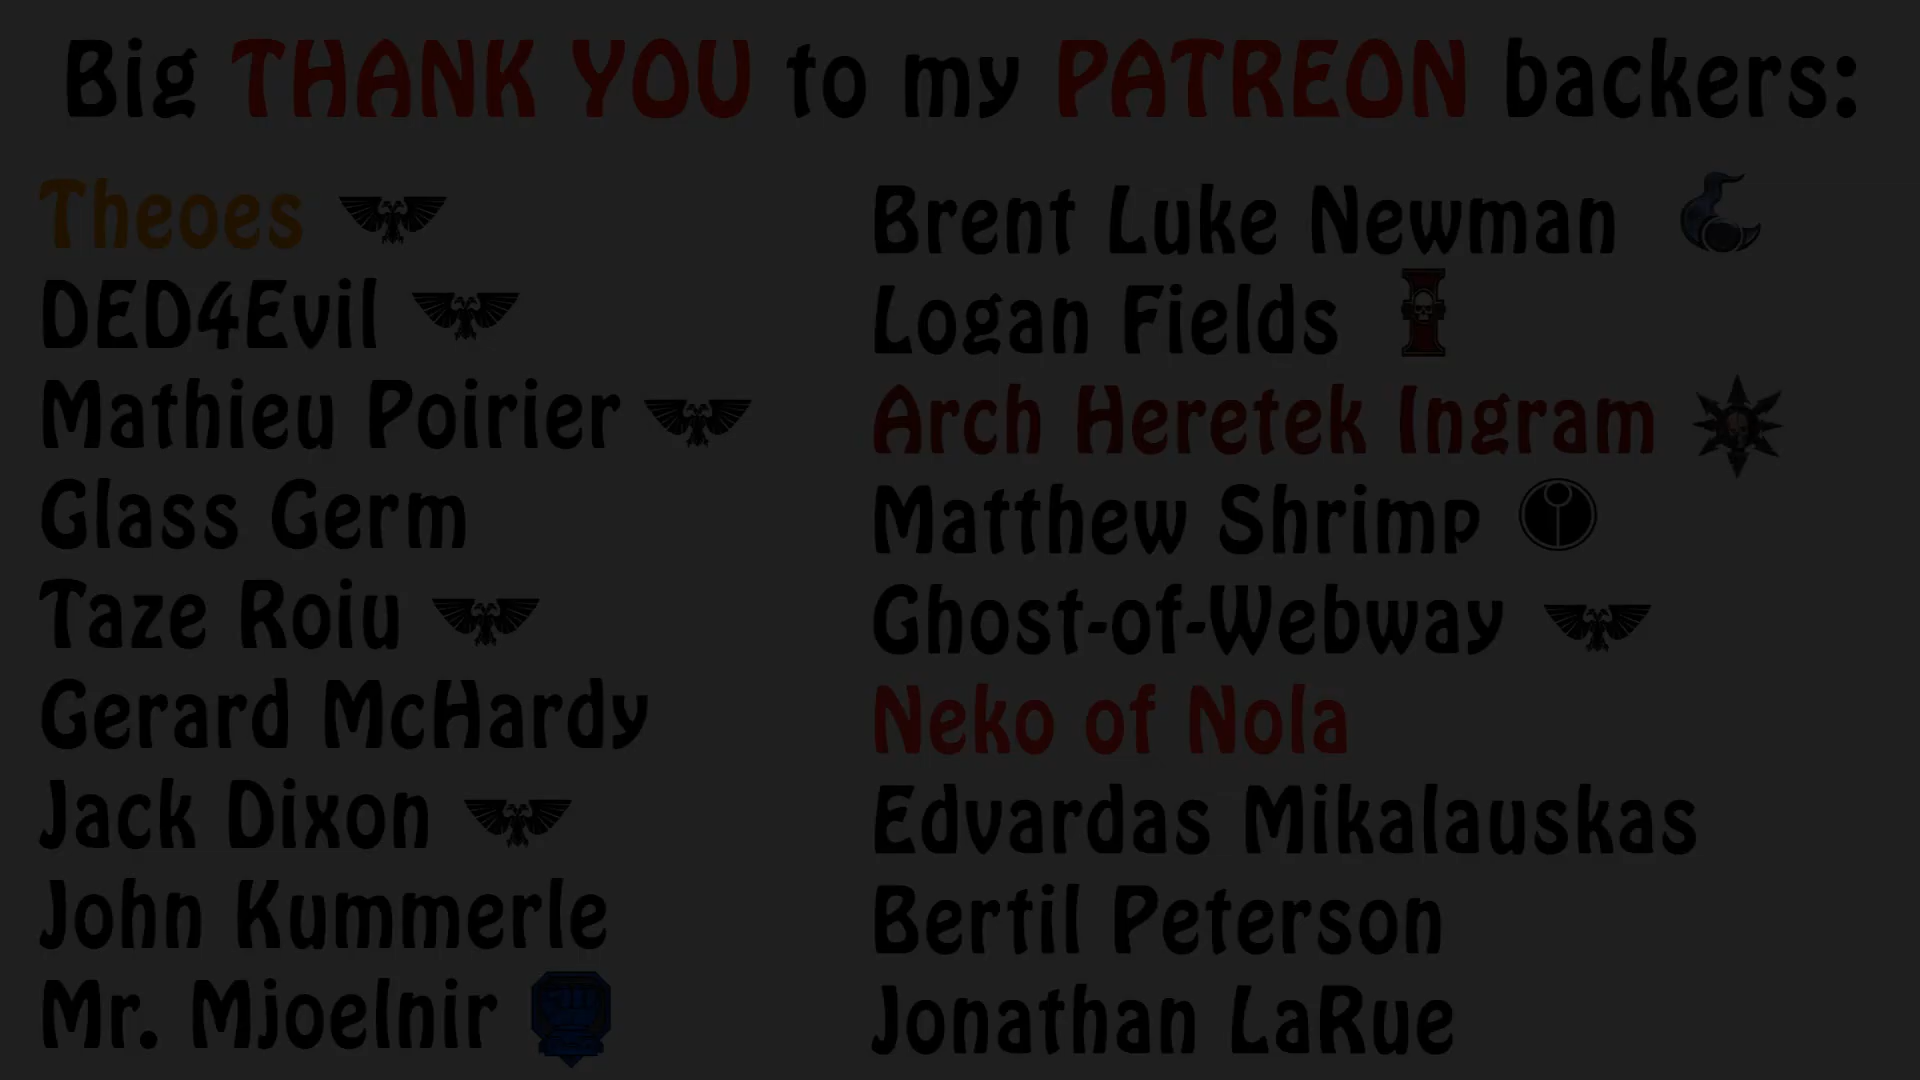 Big THANK YOU to my PATREON backers:
Theoes
DED4Evil
Mathieu Poirier
Glass Germ
Taze Roiu
Gerard McHardy
Jack Dixon
John Kummerle
Mr. Mjoelnir
Brent Luke Newman
Logan Fields
Arch Heretek Ingram
Matthew Shrimp
Ghost-of-Webway
Neko of Nola
Edvardas Mikalauskas
Bertil Peterson
Jonathan LaRue